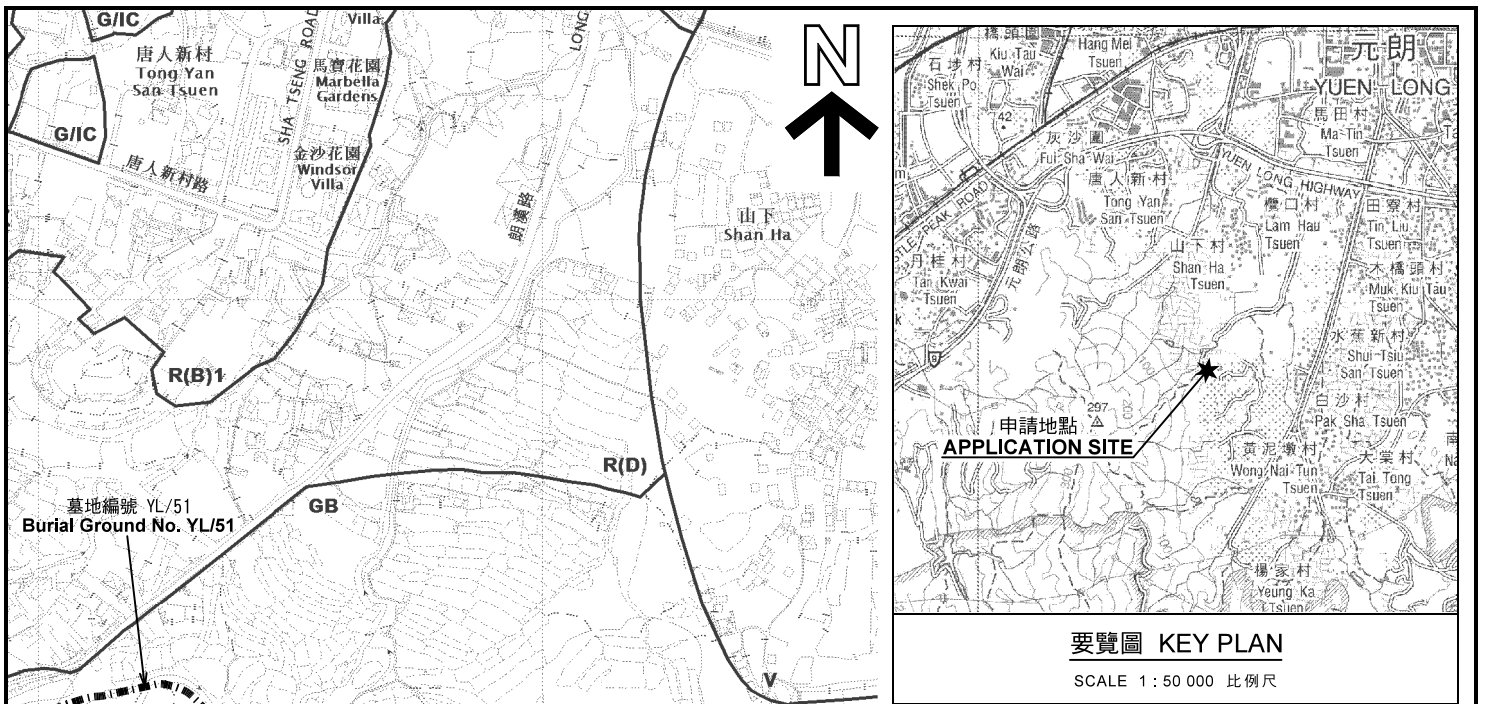 G/IC
Villa
SHA TSENG ROAD
LONG
唐人新村
Tong Yan
San Tsuen
馬寶花園
Marbella
Gardens
G/IC
唐人新村路
金沙花園
Windsor
Villa
朗漢路
山下
Shan Ha
R(B)1
R(D)
GB
墓地編號 YL/51
Burial Ground No. YL/51
V
N
橋頭圍
Kiu Tau
Wai
Hang Mei
Tsuen
石埗村
Shek Po
Tsuen
元朗
YUEN LONG
馬田村
Ma Tin
Tsuen
42
灰沙圍
Fui Sha Wai
唐人新村
Tong Yan
San Tsuen
YUEN LONG HIGHWAY
PEAK ROAD
欖口村
Lam Hau
Tsuen
田寮村
Tin Liu
Tsuen
丹桂村
Tan Kwai
Tsuen
元朗公路
山下村
Shan Ha
Tsuen
木橋頭村
Muk Kiu Tau
Tsuen
水蕉新村
Shui Tsiu
San Tsuen
297
白沙村
Pak Sha Tsuen
申請地點
APPLICATION SITE
黃泥墩村
Wong Nai Tun
Tsuen
大棠村
Tai Tong
Tsuen
楊家村
Yeung Ka
Tsuen
要覽圖 KEY PLAN
SCALE 1 : 50 000 比例尺